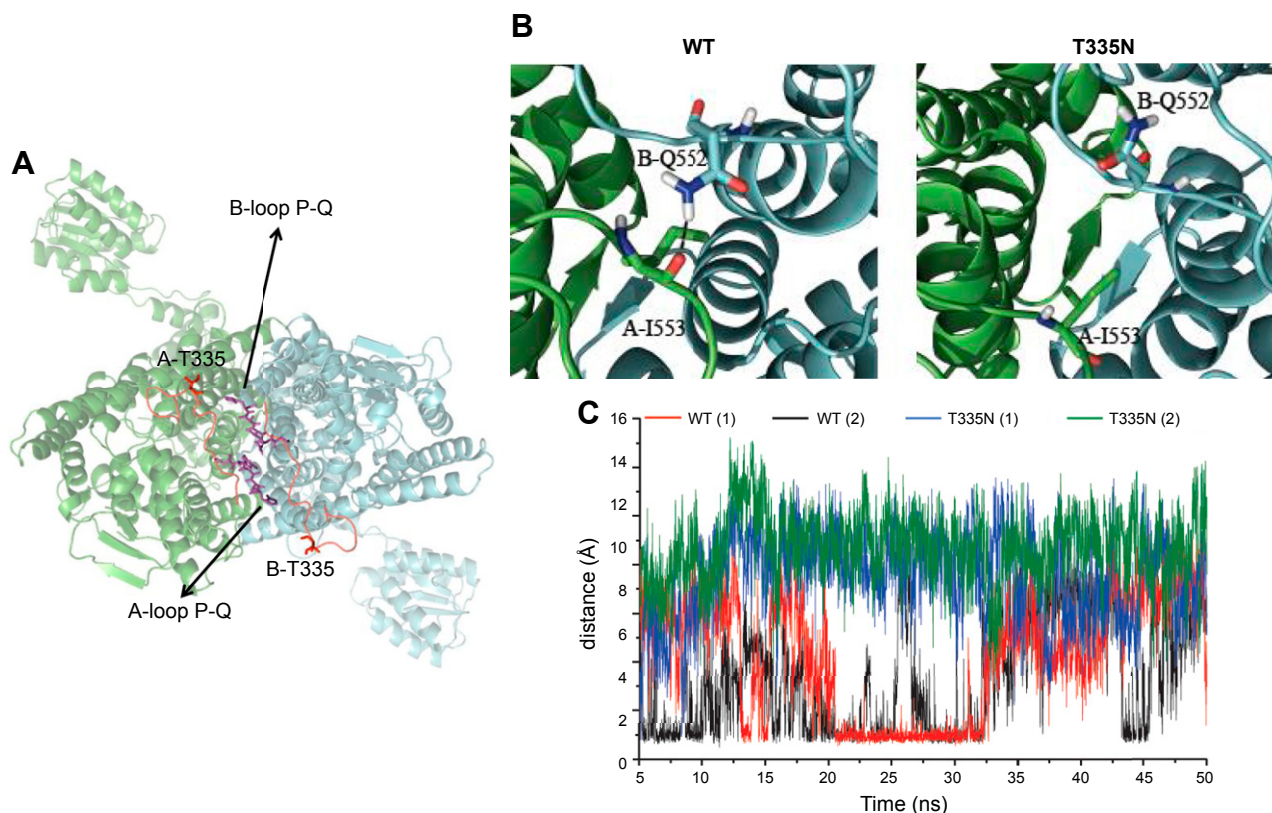 A
B-loop P-Q
A-T335
B-T335
A-loop P-Q
B
WT
T335N
B-Q552
A-I553
B-Q552
A-I553
C
WT (1)
WT (2)
T335N (1)
T335N (2)
16
14
12
10
8
6
4
2
0
distance (Å)
5
10
15
20
25
30
35
40
45
50
Time (ns)